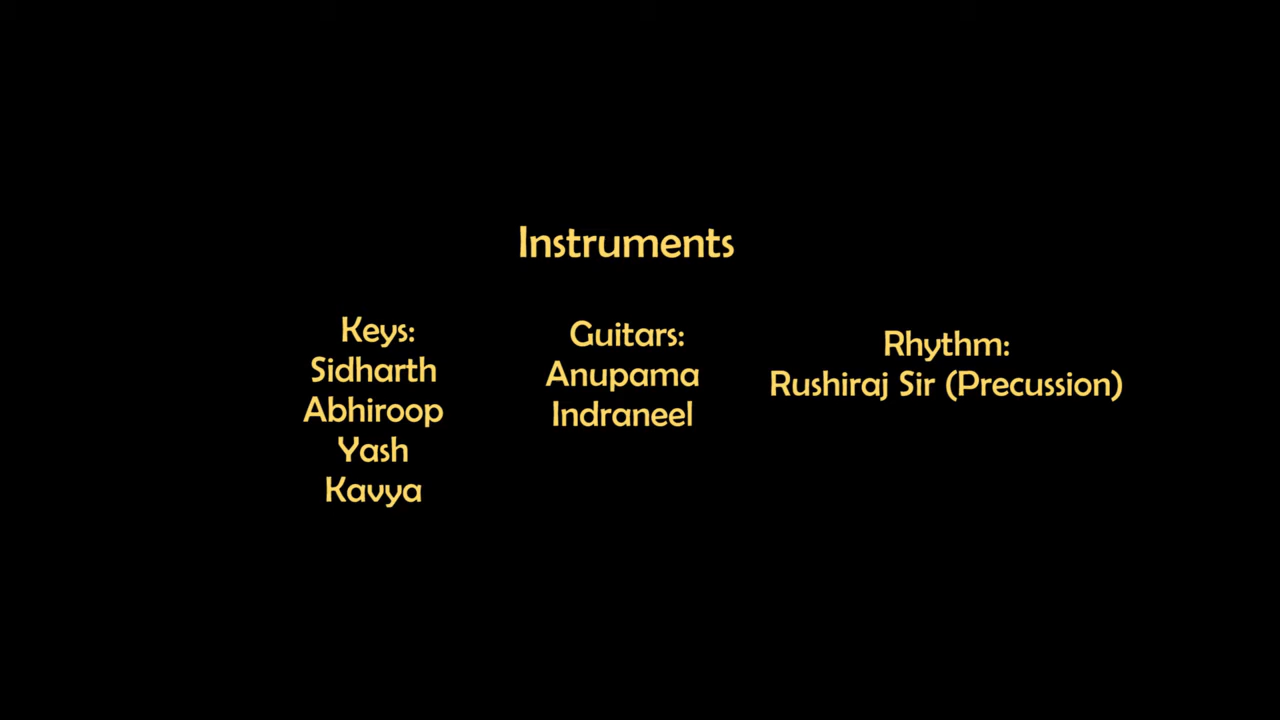 Instruments
Keys:
Sidharth
Abhiroop
Yash
Kavya
Guitars:
Anupama
Indraneel
Rhythm:
Rushiraj Sir (Precussion)